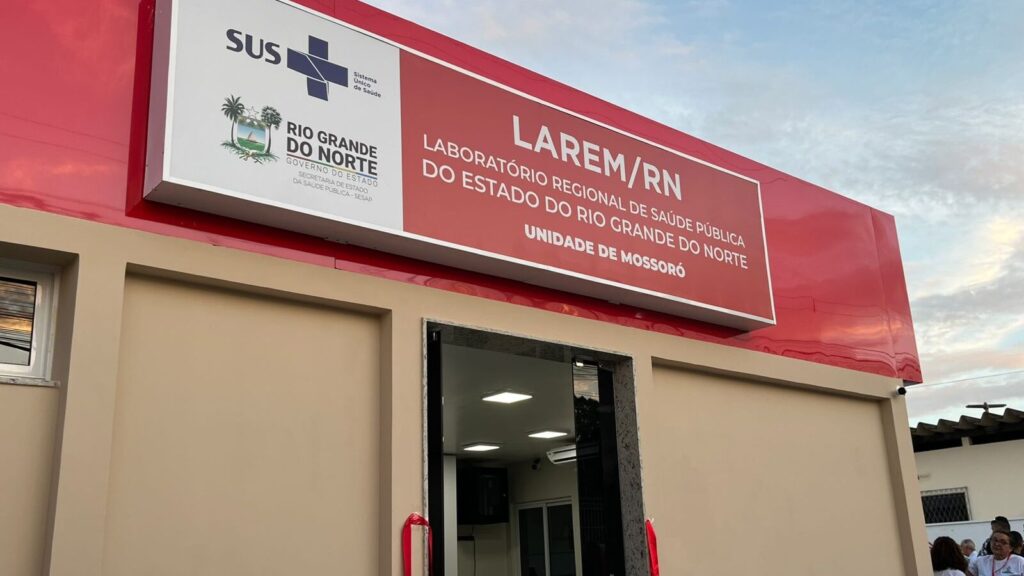 SUS
Sistema
Único
de Saúde
RIO GRANDE
DO NORTE
GOVERNO DO ESTADO
SECRETARIA DE ESTADO
DA SAÚDE PÚBLICA - SESAP
LAREM/RN
LABORATÓRIO REGIONAL DE SAÚDE PÚBLICA
DO ESTADO DO RIO GRANDE DO NORTE
UNIDADE DE MOSSORÓ